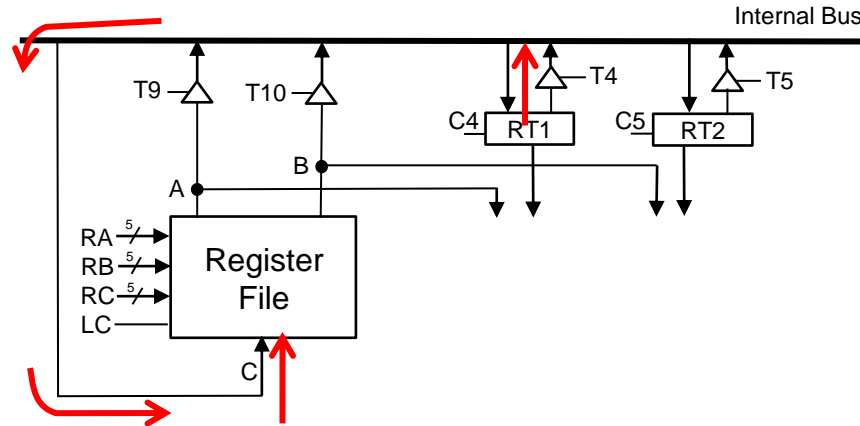 Internal Bus
T9
T10
T4
T5
C4
RT1
C5
RT2
B
A
RA
5
RB
5
RC
5
LC
Register
File
C